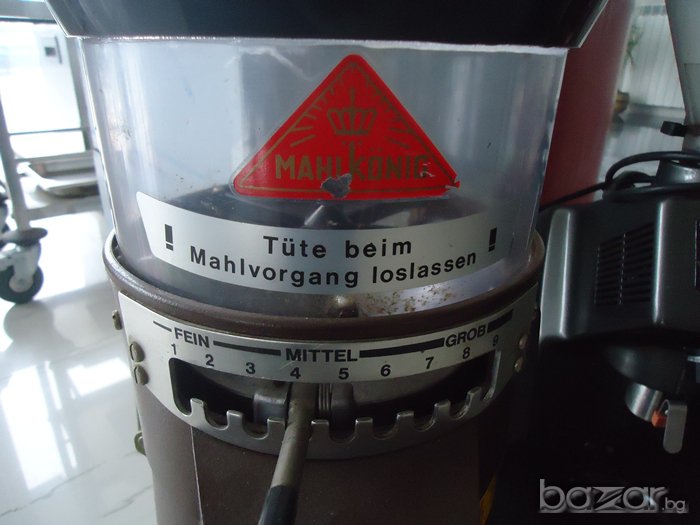 MAHLKÖNIG
! Tüte beim !
Mahlvorgang loslassen
FEIN MITTEL GROB
1 2 3 4 5 6 7 8 9
bazar.bg